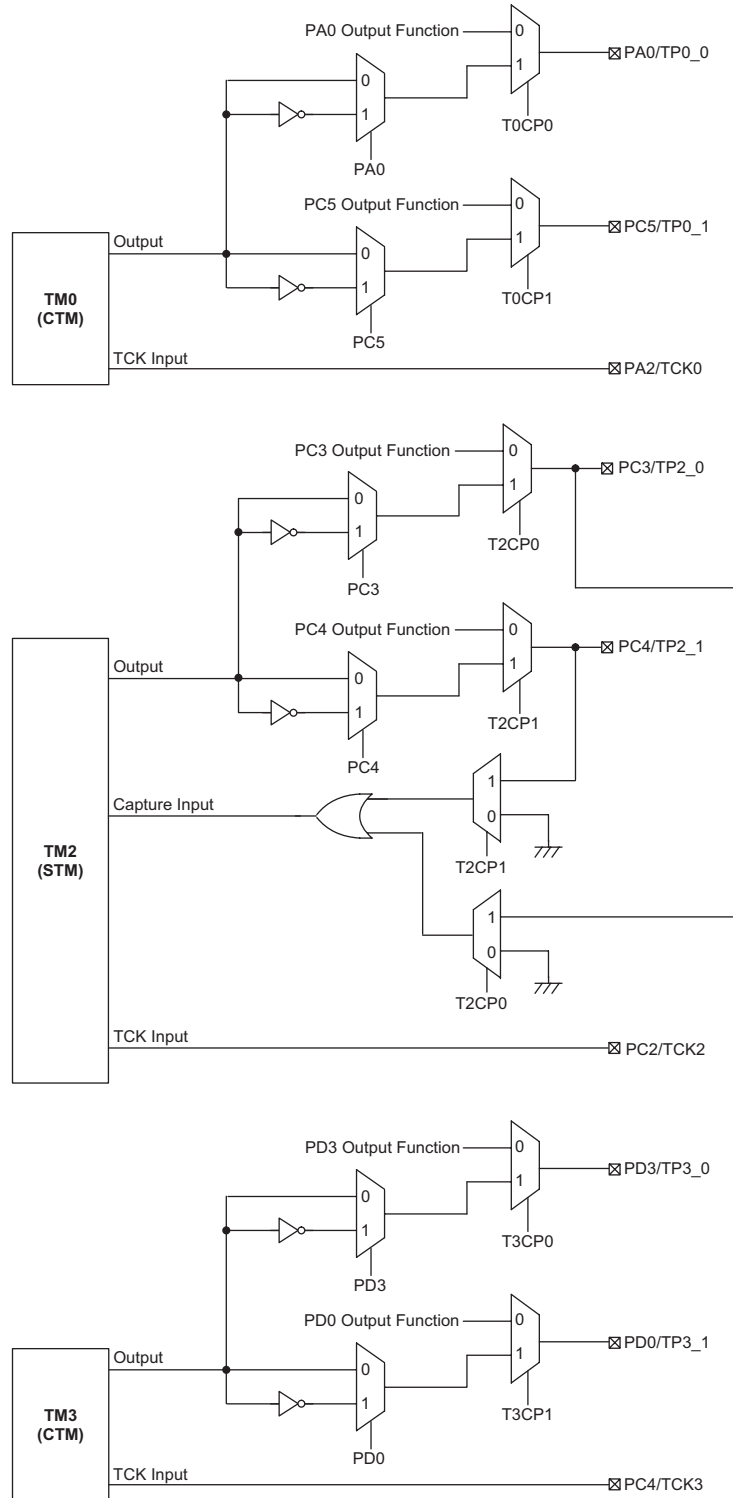 PA0 Output Function
0
1
PA0/TP0_0
T0CP0
0
1
PA0
PC5 Output Function
0
1
PC5/TP0_1
T0CP1
Output
0
1
PC5
TM0
(CTM)
TCK Input
PA2/TCK0
PC3 Output Function
0
1
PC3/TP2_0
T2CP0
0
1
PC3
PC4 Output Function
0
1
PC4/TP2_1
T2CP1
Output
0
1
PC4
Capture Input
1
0
T2CP1
TM2
(STM)
1
0
T2CP0
TCK Input
PC2/TCK2
PD3 Output Function
0
1
PD3/TP3_0
T3CP0
0
1
PD3
PD0 Output Function
0
1
PD0/TP3_1
T3CP1
Output
0
1
PD0
TM3
(CTM)
TCK Input
PC4/TCK3